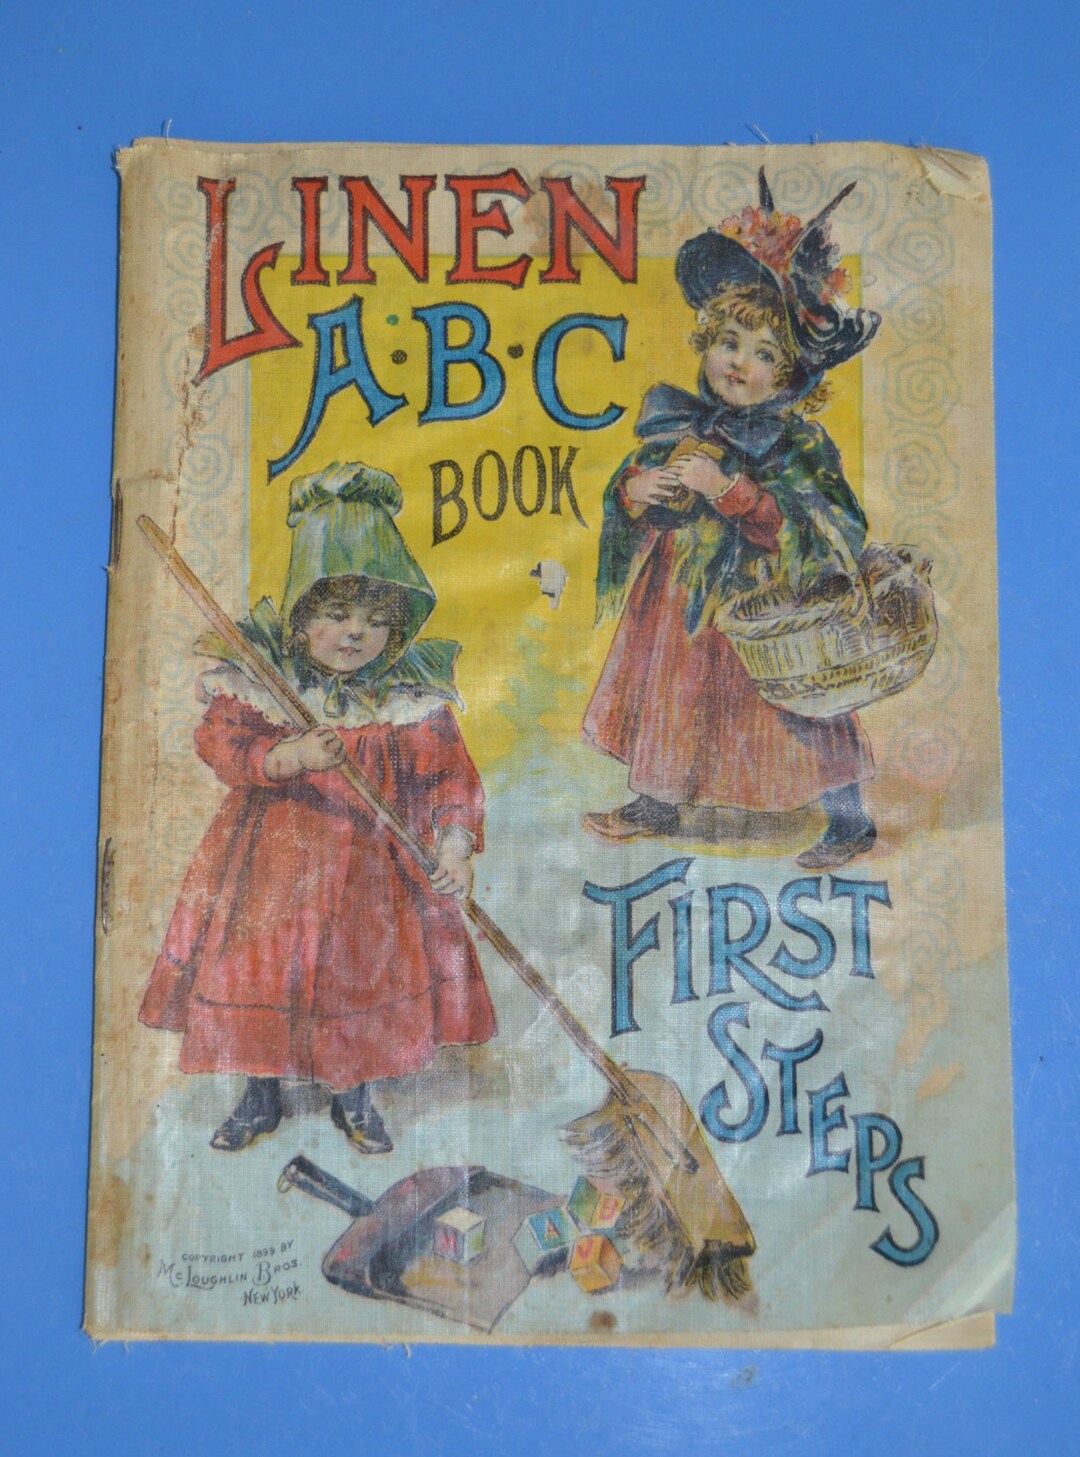 LINEN
A·B·C
BOOK
FIRST
STEPS
COPYRIGHT 1899 BY
McLOUGHLIN BROS.
NEW YORK